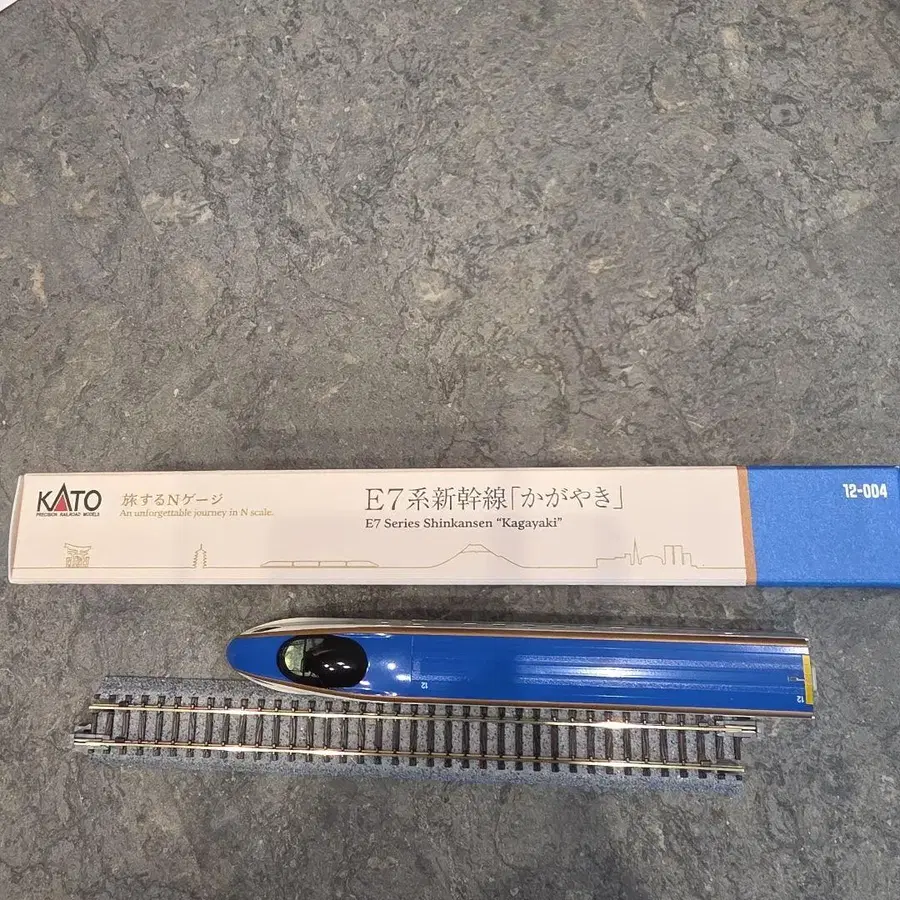 KATO
PRECISION RAILROAD MODELS
旅するNゲージ
An unforgettable journey in N scale.
E7系新幹線「かがやき」
E7 Series Shinkansen “Kagayaki”
12-004
12
12